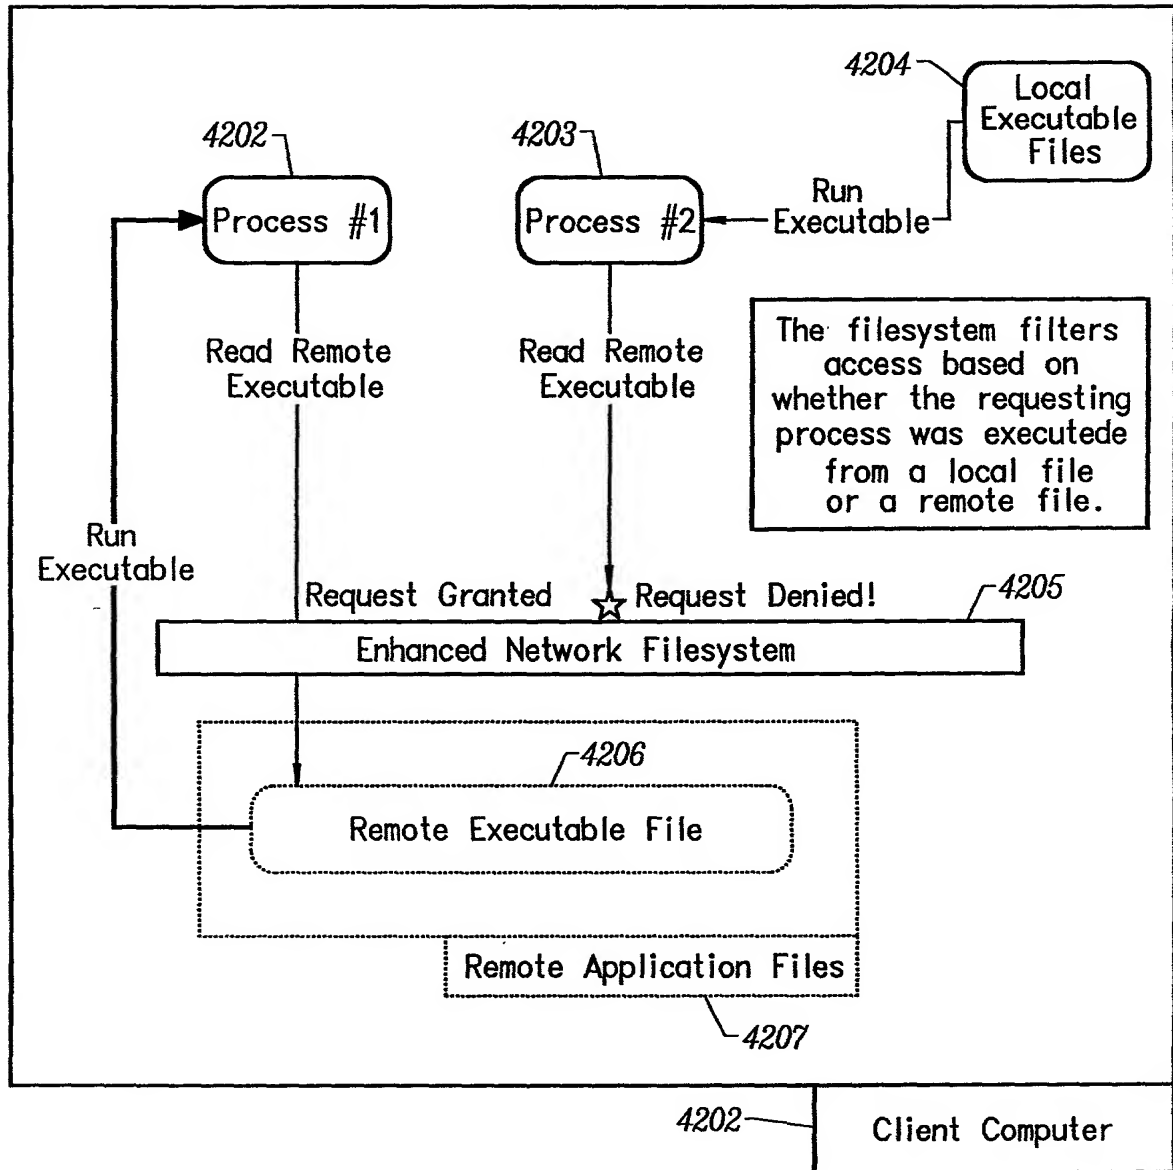 4204
Local
Executable
Files
4202
4203
Process #1
Process #2
Run
Executable
Read Remote
Executable
Read Remote
Executable
The filesystem filters
access based on
whether the requesting
process was executede
from a local file
or a remote file.
Run
Executable
Request Granted
Request Denied!
4205
Enhanced Network Filesystem
4206
Remote Executable File
Remote Application Files
4207
4202
Client Computer